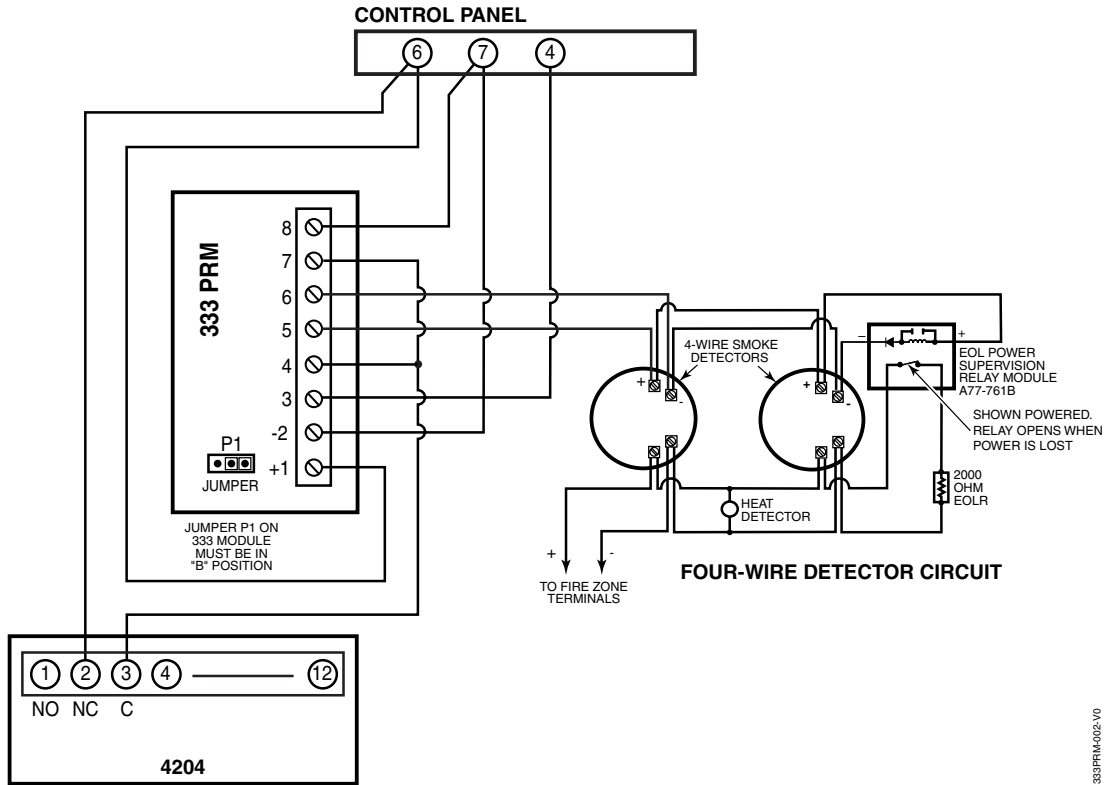 CONTROL PANEL
6 7 4
333 PRM
8
7
6
5
4
3
-2
+1
P1
JUMPER
JUMPER P1 ON
333 MODULE
MUST BE IN
"B" POSITION
4-WIRE SMOKE
DETECTORS
+ -
+ -
- +
EOL POWER
SUPERVISION
RELAY MODULE
A77-761B
SHOWN POWERED.
RELAY OPENS WHEN
POWER IS LOST
2000
OHM
EOLR
HEAT
DETECTOR
+ -
TO FIRE ZONE
TERMINALS
FOUR-WIRE DETECTOR CIRCUIT
1 2 3 4 12
NO NC C
4204
333PRM-002-V0